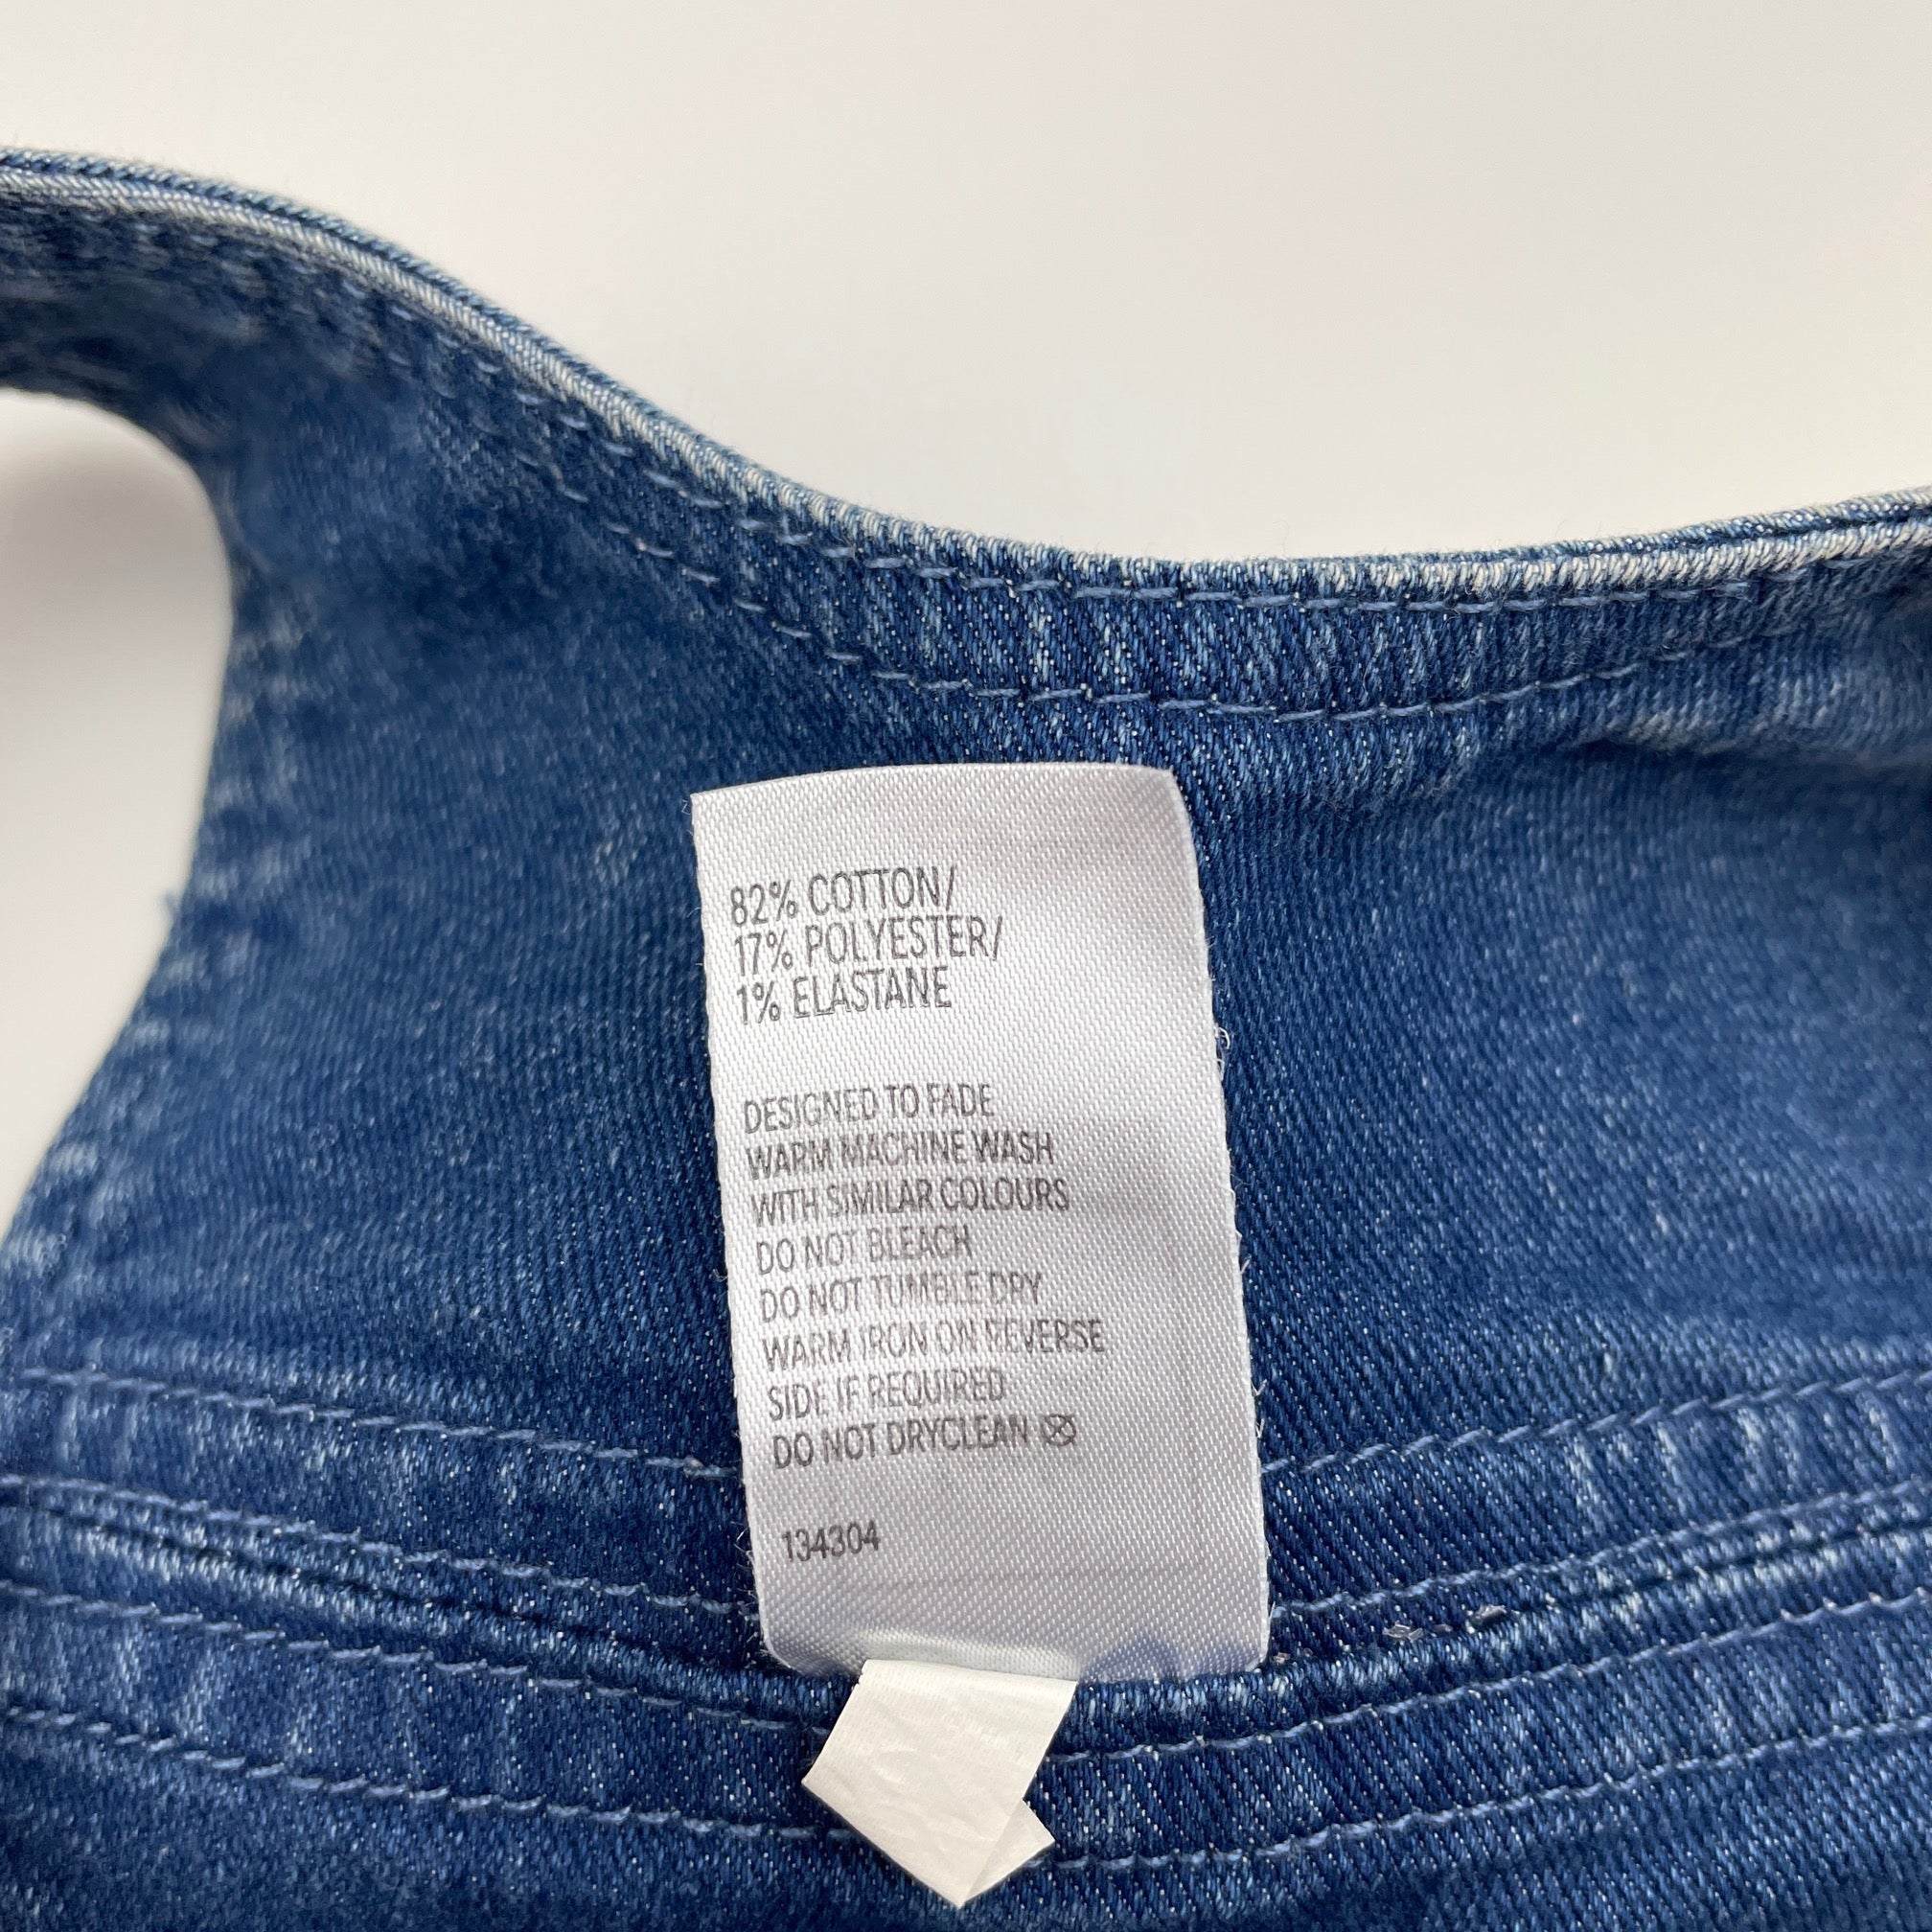 82% COTTON/
17% POLYESTER/
1% ELASTANE
DESIGNED TO FADE
WARM MACHINE WASH
WITH SIMILAR COLOURS
DO NOT BLEACH
DO NOT TUMBLE DRY
WARM IRON ON REVERSE
SIDE IF REQUIRED
DO NOT DRYCLEAN
134304